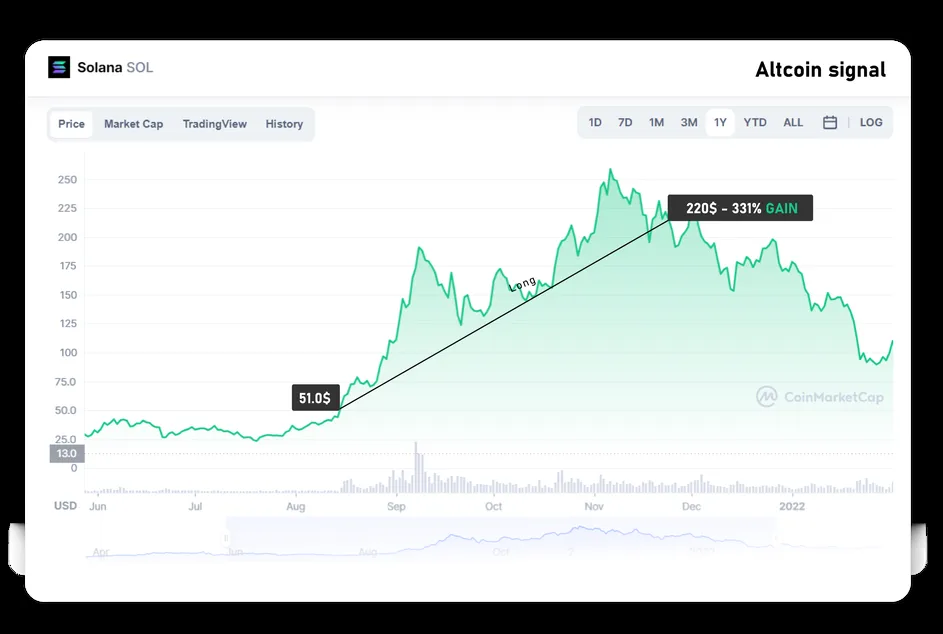 Solana SOL
Altcoin signal
Price Market Cap TradingView History
1D 7D 1M 3M 1Y YTD ALL LOG
250
225
220$ - 331% GAIN
200
175
150
Long
125
100
75.0
51.0$
CoinMarketCap
50.0
25.0
13.0
0
USD Jun Jul Aug Sep Oct Nov Dec 2022
Apr Jun Aug Oct